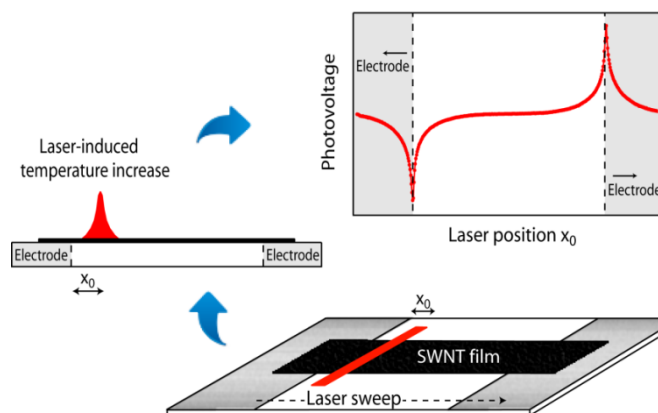 Laser-induced
temperature increase
Electrode
Electrode
x₀
Photovoltage
Electrode
Electrode
Laser position x₀
x₀
SWNT film
Laser sweep